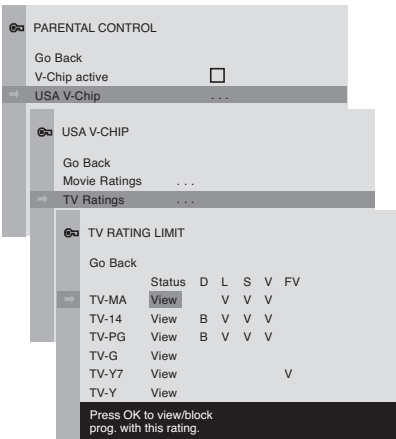 PARENTAL CONTROL
Go Back
V-Chip active
USA V-Chip ...
USA V-CHIP
Go Back
Movie Ratings ...
TV Ratings ...
TV RATING LIMIT
Go Back
Status D L S V FV
TV-MA View V V V
TV-14 View B V V V
TV-PG View B V V V
TV-G View
TV-Y7 View V
TV-Y View
Press OK to view/block
prog. with this rating.